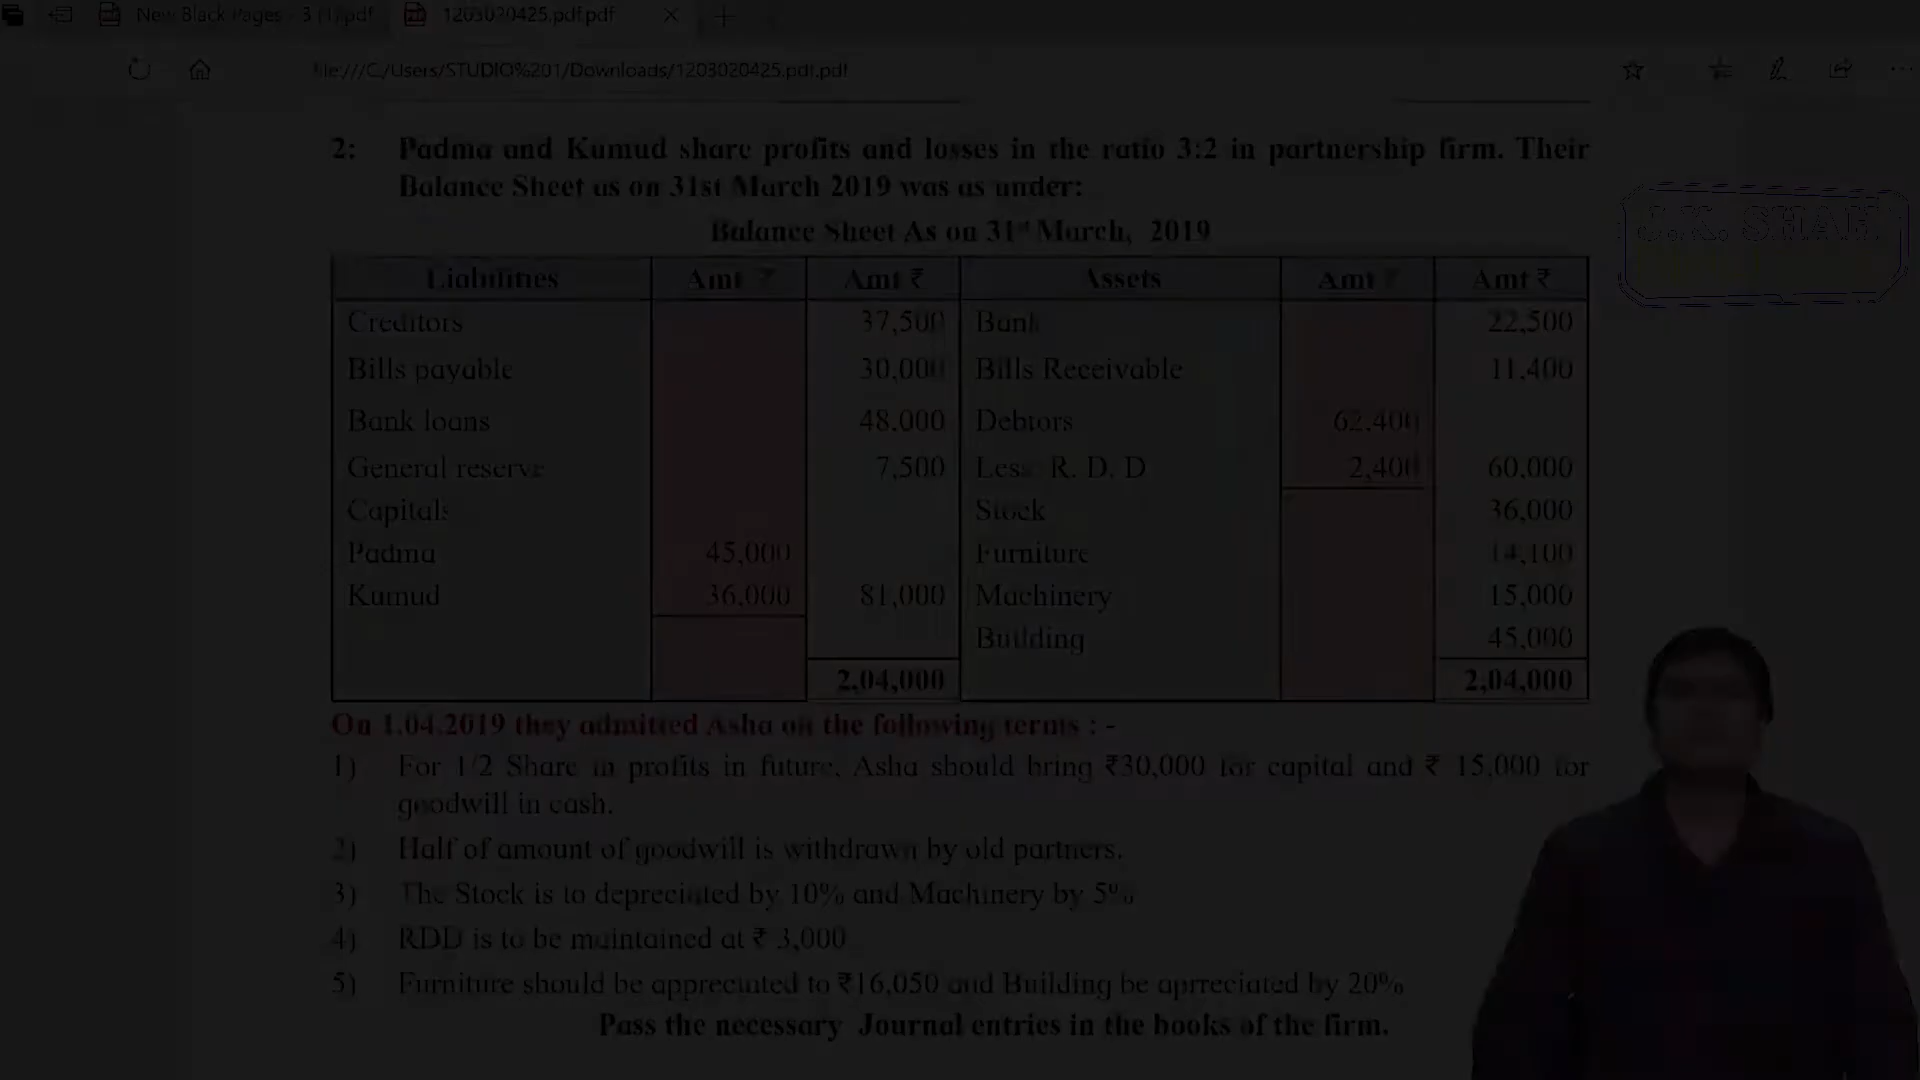 New Black Pages - 3 (1).pdf
1203020425.pdf.pdf
file:///C:/Users/STUDIO%201/Downloads/1203020425.pdf.pdf
2: Padma and Kumud share profits and losses in the ratio 3:2 in partnership firm. Their
Balance Sheet as on 31st March 2019 was as under:
Balance Sheet As on 31st March, 2019
Liabilities Amt ₹ Amt ₹ Assets Amt ₹ Amt ₹
Creditors 37,500 Bank 22,500
Bills payable 30,000 Bills Receivable 11,400
Bank loans 48,000 Debtors 62,400
General reserve 7,500 Less: R. D. D 2,400 60,000
Capitals Stock 36,000
Padma 45,000 Furniture 14,100
Kumud 36,000 81,000 Machinery 15,000
Building 45,000
2,04,000 2,04,000
On 1.04.2019 they admitted Asha on the following terms : -
1) For 1/2 Share in profits in future, Asha should bring ₹30,000 for capital and ₹ 15,000 for
goodwill in cash.
2) Half of amount of goodwill is withdrawn by old partners.
3) The Stock is to depreciated by 10% and Machinery by 5%
4) RDD is to be maintained at ₹ 3,000
5) Furniture should be appreciated to ₹16,050 and Building be aprreciated by 20%
Pass the necessary Journal entries in the books of the firm.
J.K. SHAH